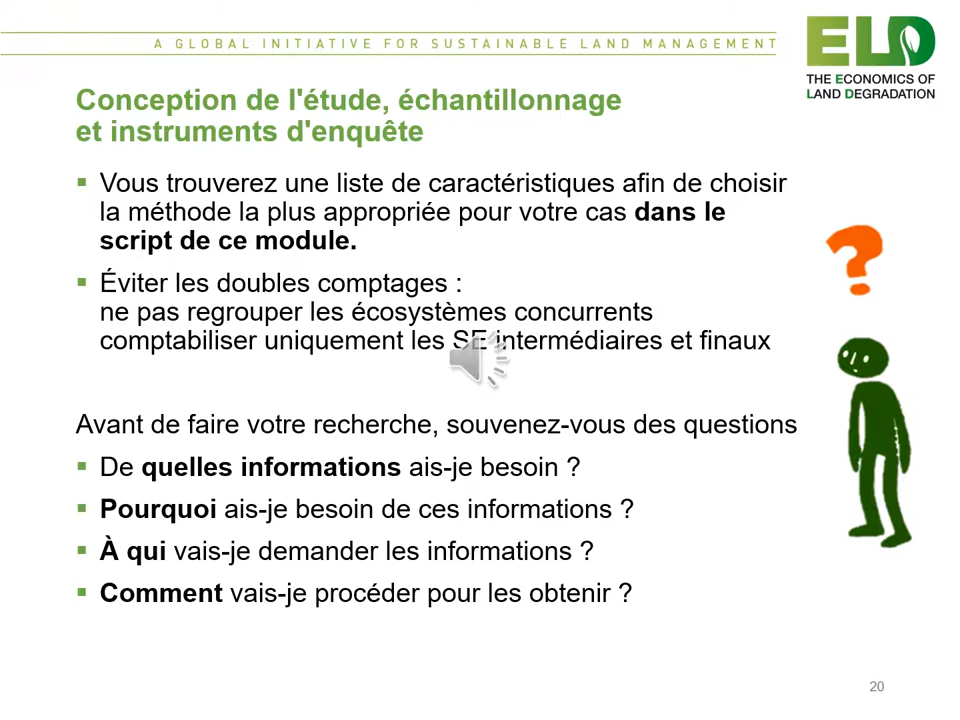 A GLOBAL INITIATIVE FOR SUSTAINABLE LAND MANAGEMENT
ELD
THE ECONOMICS OF
LAND DEGRADATION
Conception de l'étude, échantillonnage
et instruments d'enquête
Vous trouverez une liste de caractéristiques afin de choisir
la méthode la plus appropriée pour votre cas dans le
script de ce module.
Éviter les doubles comptages :
ne pas regrouper les écosystèmes concurrents
comptabiliser uniquement les SE intermédiaires et finaux
Avant de faire votre recherche, souvenez-vous des questions
De quelles informations ais-je besoin ?
Pourquoi ais-je besoin de ces informations ?
À qui vais-je demander les informations ?
Comment vais-je procéder pour les obtenir ?
?
20